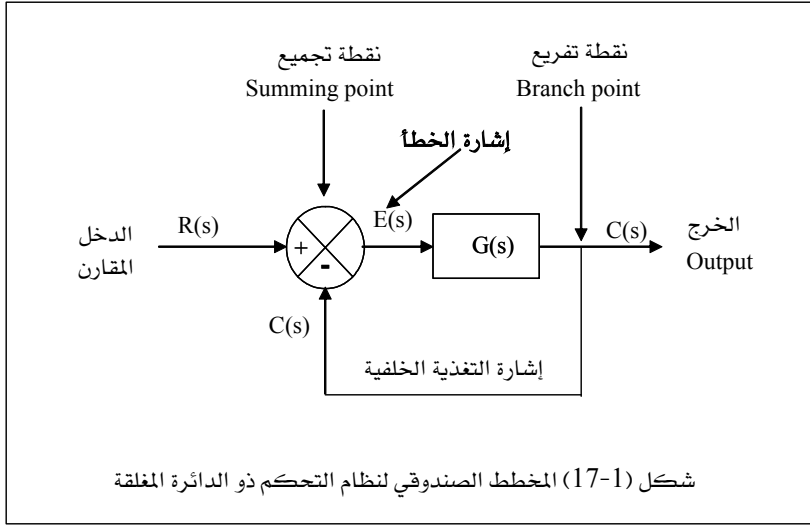 نقطة تجميع
Summing point
نقطة تفريع
Branch point
إشارة الخطأ
الدخل
المقارن
R(s)
+
-
E(s)
G(s)
C(s)
الخرج
Output
C(s)
إشارة التغذية الخلفية
شكل (1-17) المخطط الصندوقي لنظام التحكم ذو الدائرة المغلقة